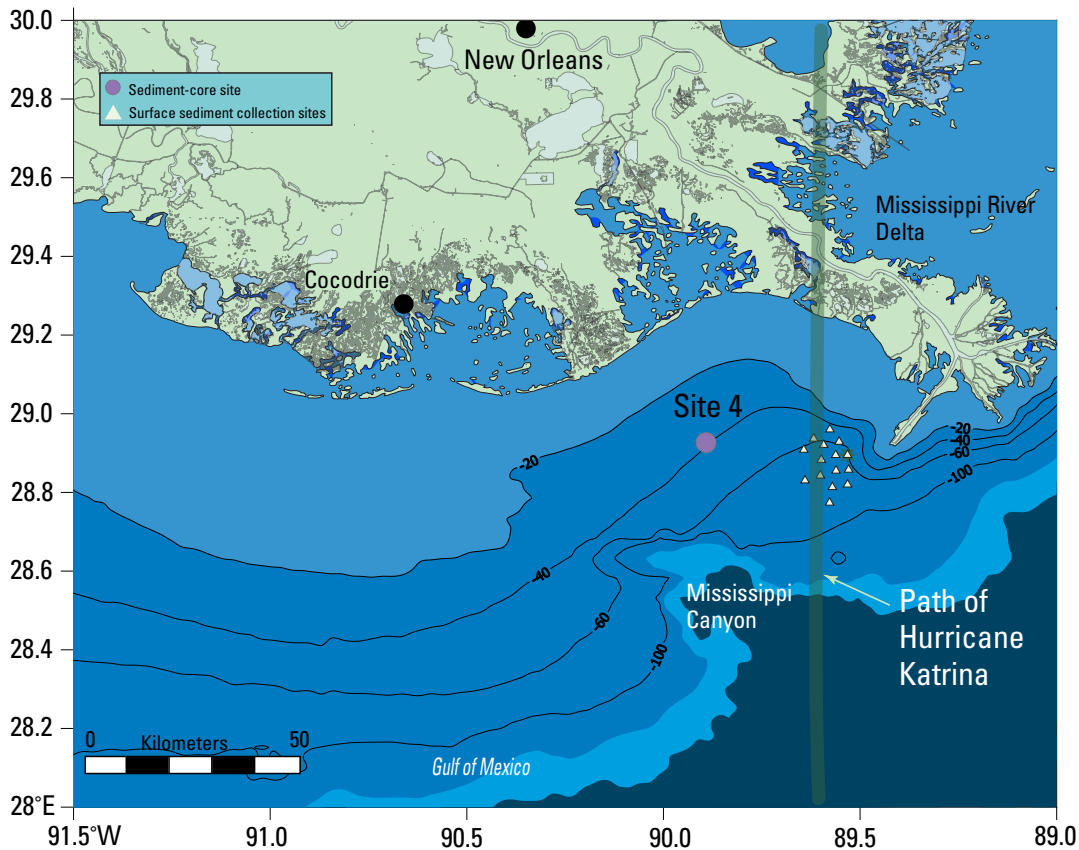 30.0
29.8
29.6
29.4
29.2
29.0
28.8
28.6
28.4
28.2
28°E
91.5°W
91.0
90.5
90.0
89.5
89.0
Sediment-core site
Surface sediment collection sites
New Orleans
Mississippi River
Delta
Cocodrie
Site 4
-20
-40
-60
-100
-20
-40
-60
-100
Mississippi
Canyon
Path of
Hurricane
Katrina
0 Kilometers 50
Gulf of Mexico